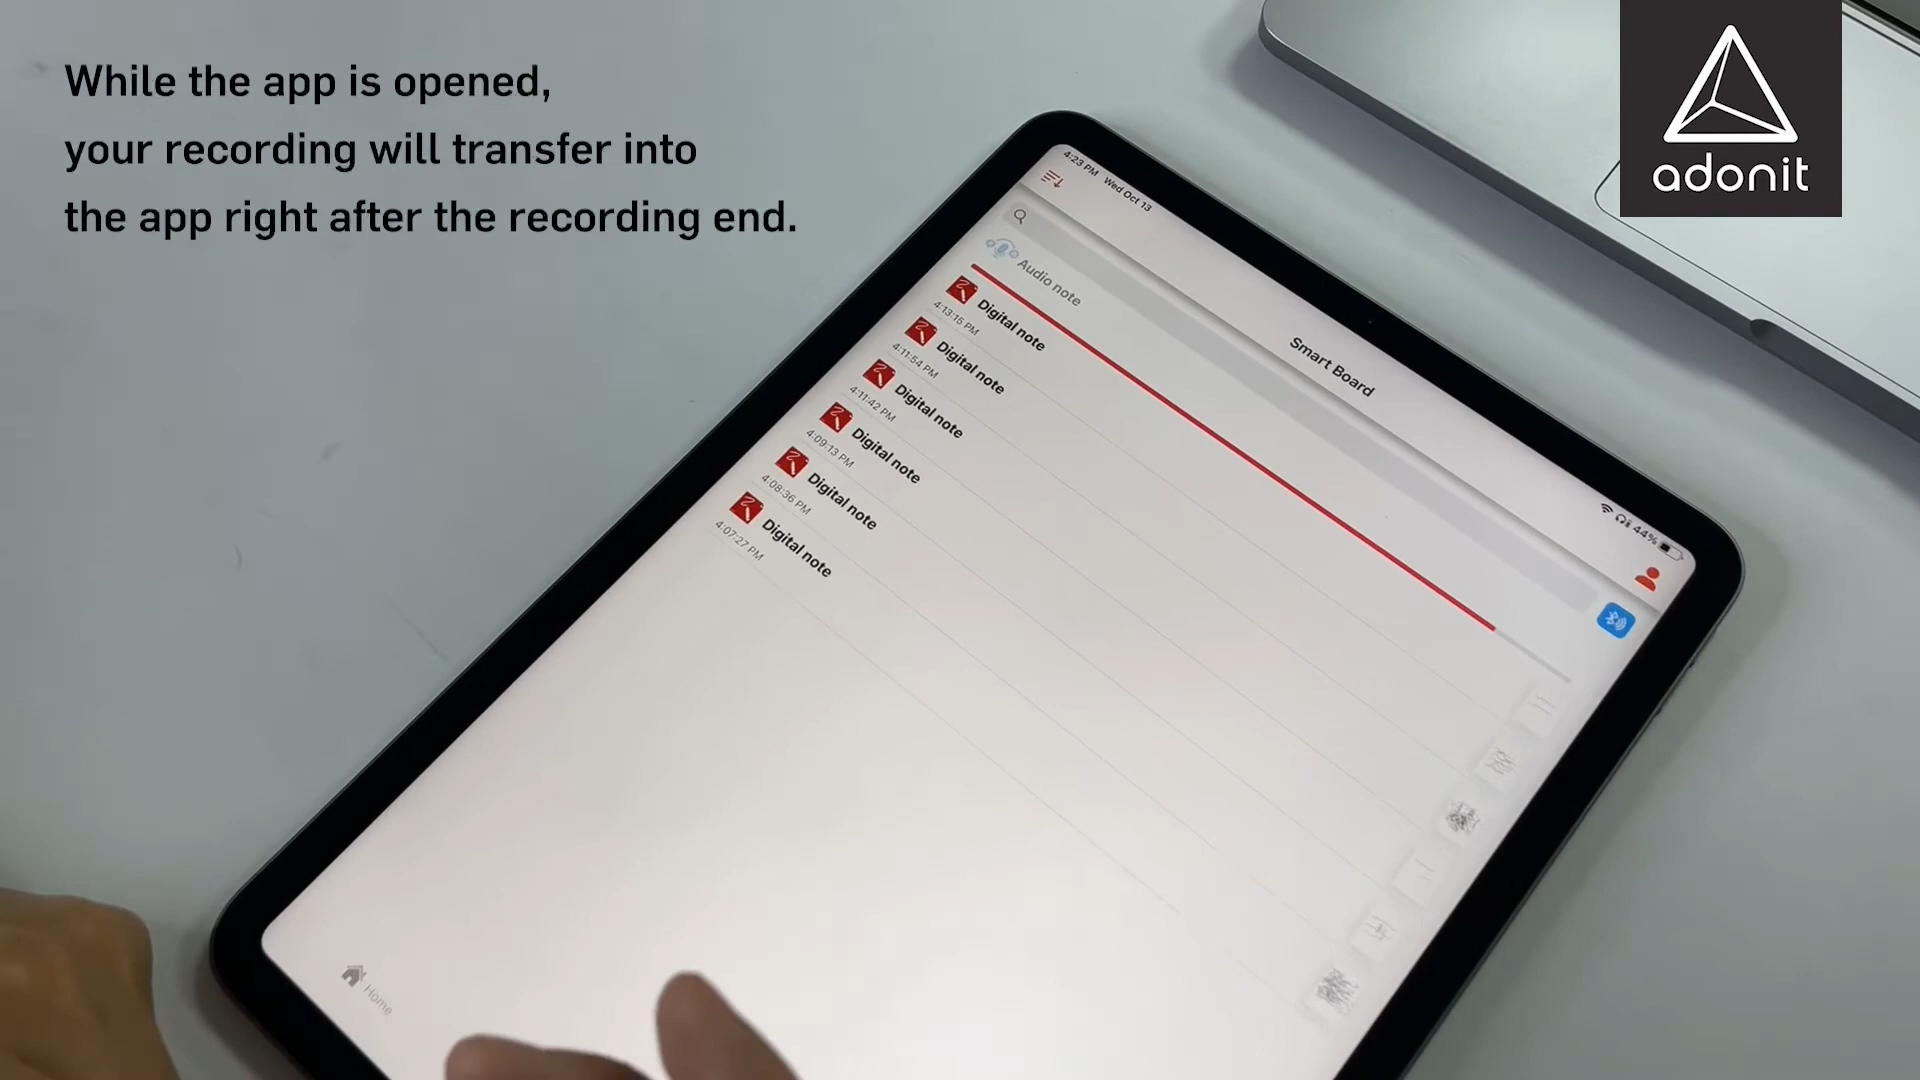 While the app is opened,
your recording will transfer into
the app right after the recording end.
adonit
4:23 PM Wed Oct 13
44%
Smart Board
Audio note
Digital note
4:13:15 PM
Digital note
4:11:54 PM
Digital note
4:11:42 PM
Digital note
4:09:13 PM
Digital note
4:08:36 PM
Digital note
4:07:27 PM
Home